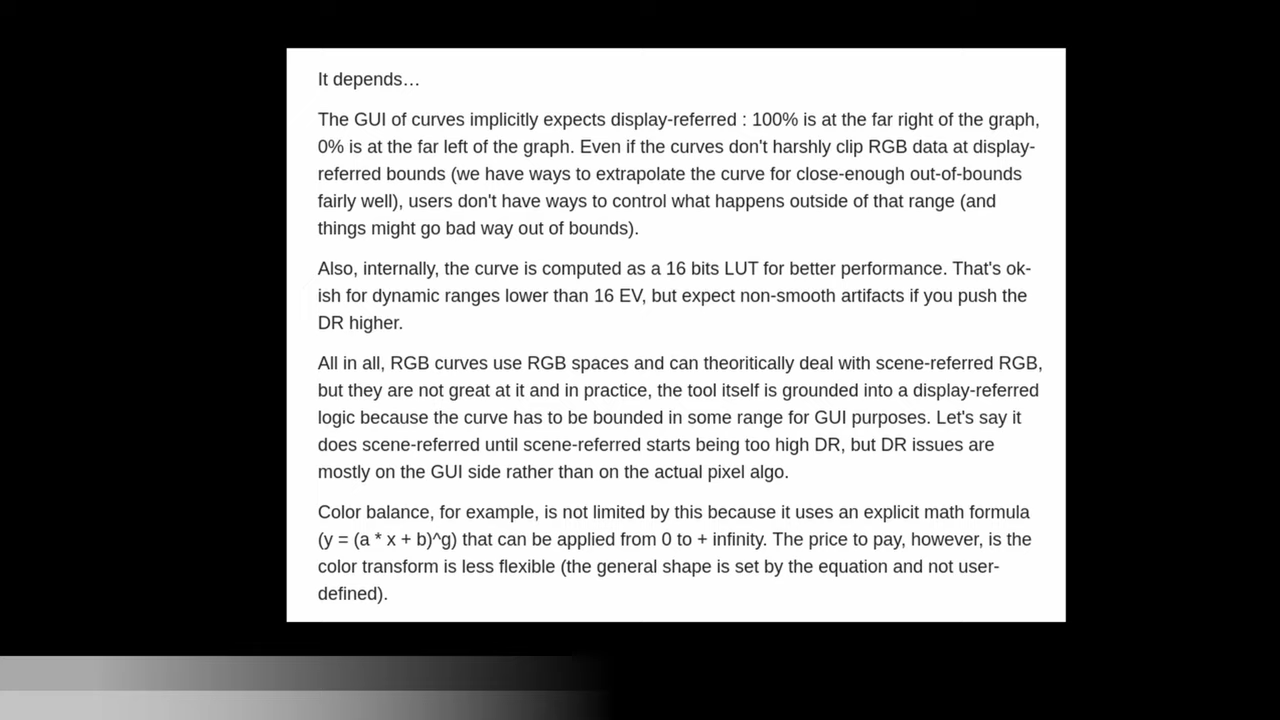 It depends…
The GUI of curves implicitly expects display-referred : 100% is at the far right of the graph,
0% is at the far left of the graph. Even if the curves don't harshly clip RGB data at display-
referred bounds (we have ways to extrapolate the curve for close-enough out-of-bounds
fairly well), users don't have ways to control what happens outside of that range (and
things might go bad way out of bounds).
Also, internally, the curve is computed as a 16 bits LUT for better performance. That's ok-
ish for dynamic ranges lower than 16 EV, but expect non-smooth artifacts if you push the
DR higher.
All in all, RGB curves use RGB spaces and can theoritically deal with scene-referred RGB,
but they are not great at it and in practice, the tool itself is grounded into a display-referred
logic because the curve has to be bounded in some range for GUI purposes. Let's say it
does scene-referred until scene-referred starts being too high DR, but DR issues are
mostly on the GUI side rather than on the actual pixel algo.
Color balance, for example, is not limited by this because it uses an explicit math formula
(y = (a * x + b)^g) that can be applied from 0 to + infinity. The price to pay, however, is the
color transform is less flexible (the general shape is set by the equation and not user-
defined).